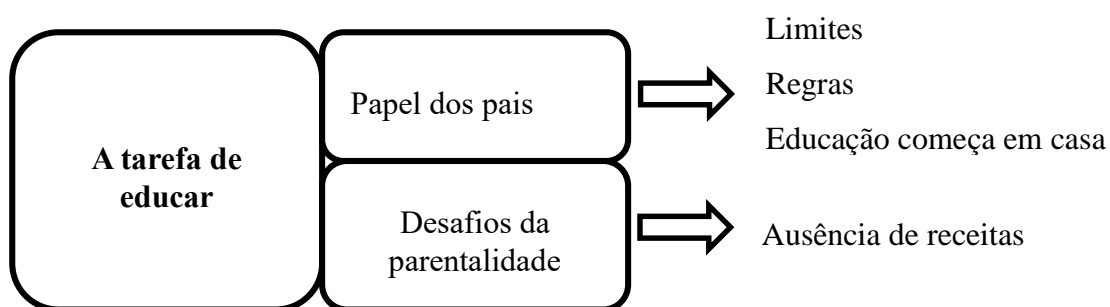 A tarefa de
educar
Papel dos pais
Limites
Regras
Educação começa em casa
Desafios da
parentalidade
Ausência de receitas